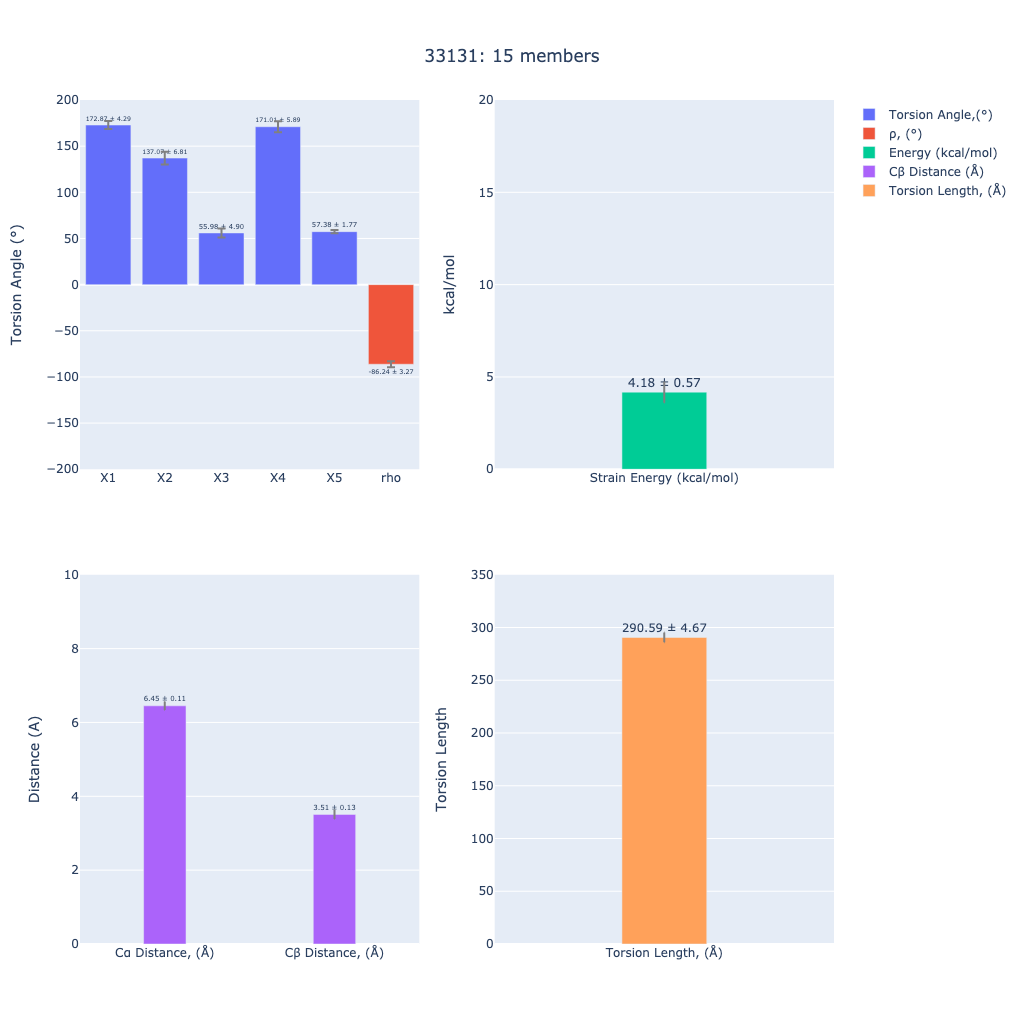 33131: 15 members
Torsion Angle (°)
200
150
100
50
0
−50
−100
−150
−200
172.87 ± 4.29
137.07 ± 6.81
55.98 ± 4.90
171.01 ± 5.89
57.38 ± 1.77
-86.24 ± 3.27
X1 X2 X3 X4 X5 rho
kcal/mol
20
15
10
5
0
4.18 ± 0.57
Strain Energy (kcal/mol)
Torsion Angle,(°)
ρ, (°)
Energy (kcal/mol)
Cβ Distance (Å)
Torsion Length, (Å)
Distance (A)
10
8
6
4
2
0
6.45 ± 0.11
3.51 ± 0.13
Cα Distance, (Å) Cβ Distance, (Å)
Torsion Length
350
300
250
200
150
100
50
0
290.59 ± 4.67
Torsion Length, (Å)